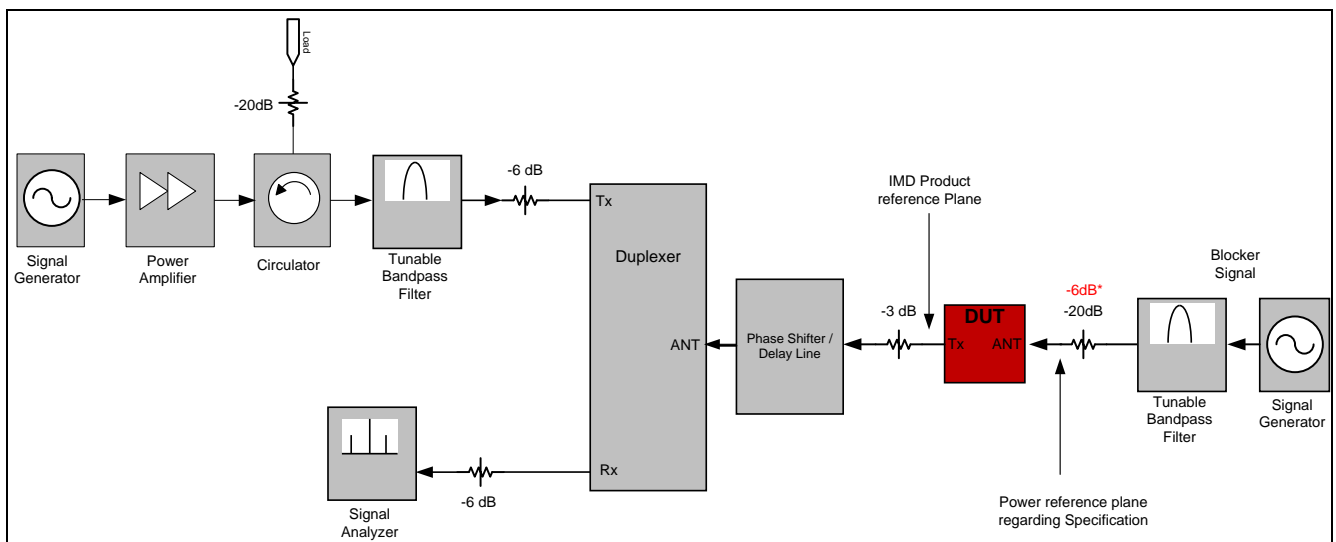 Load
-20dB
Signal
Generator
Power
Amplifier
Circulator
Tunable
Bandpass
Filter
-6 dB
Tx
Duplexer
ANT
Rx
-6 dB
Signal
Analyzer
Phase Shifter /
Delay Line
-3 dB
IMD Product
reference Plane
DUT
Tx
ANT
-6dB*
-20dB
Power reference plane
regarding Specification
Blocker
Signal
Tunable
Bandpass
Filter
Signal
Generator